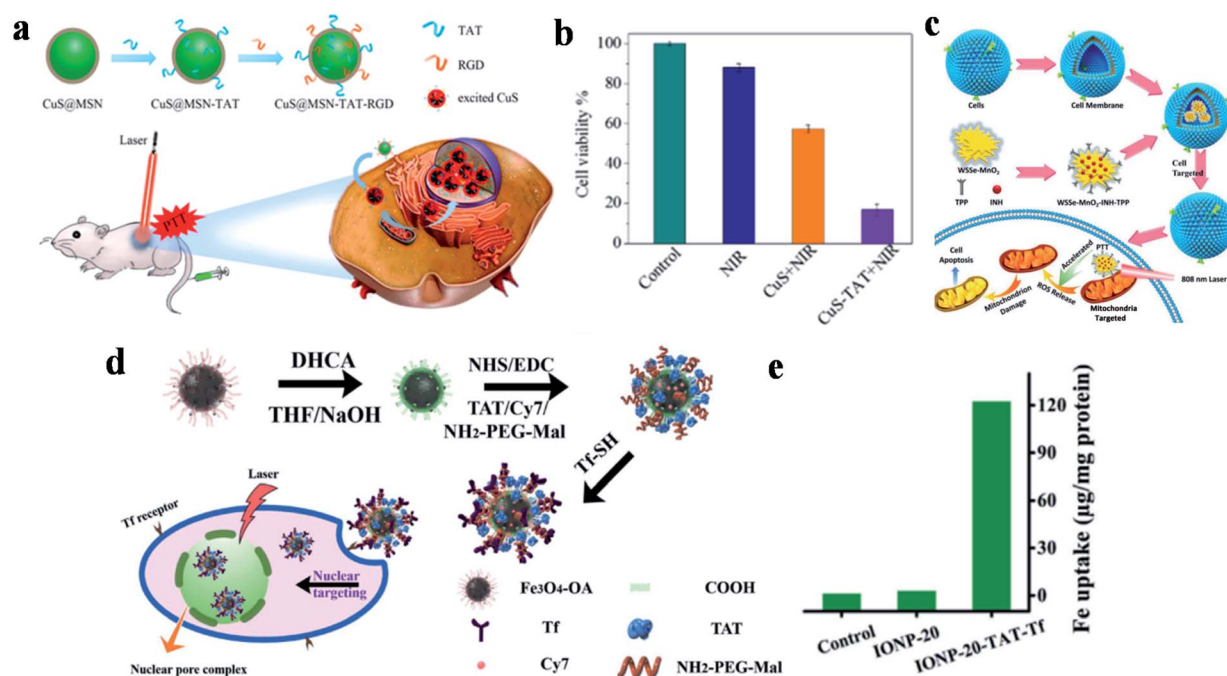 a
CuS@MSN
CuS@MSN-TAT
CuS@MSN-TAT-RGD
TAT
RGD
excited CuS
Laser
PTT
b
Cell viability %
100
80
60
40
20
0
Control
NIR
CuS+NIR
CuS-TAT+NIR
c
Cells
Cell Membrane
WSSe-MnO2
TPP
INH
WSSe-MnO2-INH-TPP
Cell
Targeted
Cell
Apoptosis
Mitochondrion
Damage
ROS Release
Accelerated
PTT
Mitochondria
Targeted
808 nm Laser
d
DHCA
THF/NaOH
NHS/EDC
TAT/Cy7/
NH2-PEG-Mal
Tf-SH
Laser
Tf receptor
Nuclear
targeting
Nuclear pore complex
Fe3O4-OA
COOH
Tf
TAT
Cy7
NH2-PEG-Mal
e
Fe uptake (μg/mg protein)
120
90
60
30
0
Control
IONP-20
IONP-20-TAT-Tf